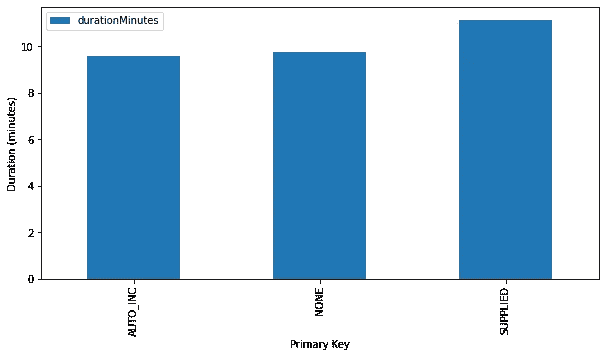 durationMinutes
Duration (minutes)
10
8
6
4
2
0
AUTO_INC
NONE
SUPPLIED
Primary Key